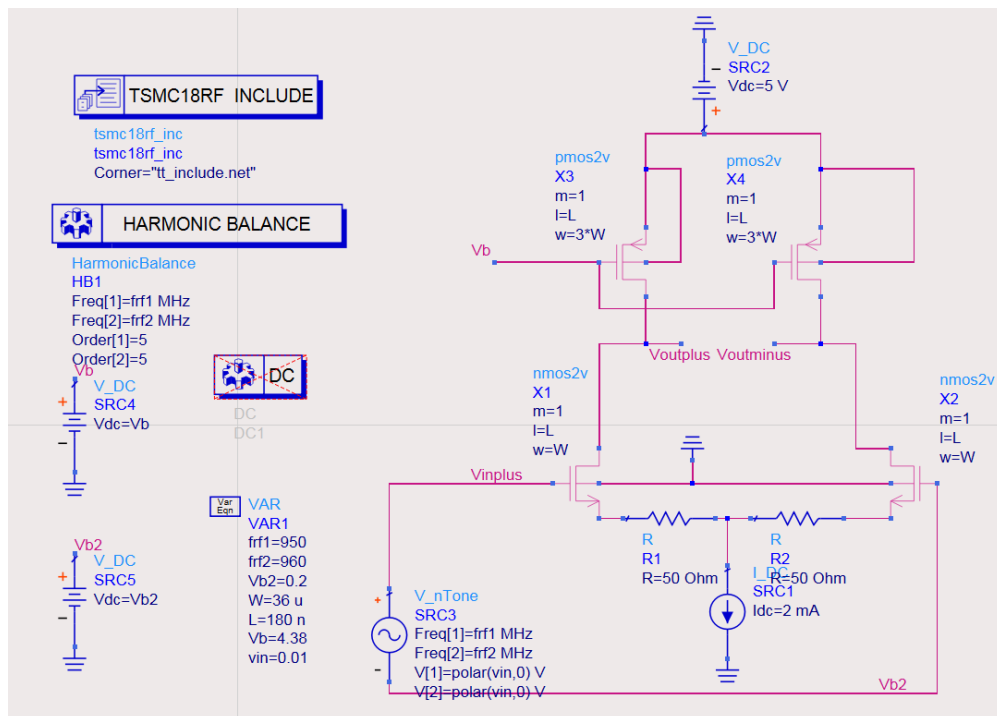 TSMC18RF INCLUDE
tsmc18rf_inc
tsmc18rf_inc
Corner="tt_include.net"
HARMONIC BALANCE
HarmonicBalance
HB1
Freq[1]=frf1 MHz
Freq[2]=frf2 MHz
Order[1]=5
Order[2]=5
Vb
+
V_DC
SRC4
Vdc=Vb
−
DC
DC
DC1
Vb2
+
V_DC
SRC5
Vdc=Vb2
−
Var
Eqn
VAR
VAR1
frf1=950
frf2=960
Vb2=0.2
W=36 u
L=180 n
Vb=4.38
vin=0.01
V_DC
SRC2
Vdc=5 V
−
+
pmos2v
X3
m=1
l=L
w=3*W
pmos2v
X4
m=1
l=L
w=3*W
Vb
Voutplus Voutminus
nmos2v
X1
m=1
l=L
w=W
nmos2v
X2
m=1
l=L
w=W
Vinplus
R
R1
R=50 Ohm
R
R2
R=50 Ohm
I_DC
SRC1
Idc=2 mA
+
V_nTone
SRC3
Freq[1]=frf1 MHz
Freq[2]=frf2 MHz
V[1]=polar(vin,0) V
V[2]=polar(vin,0) V
−
Vb2